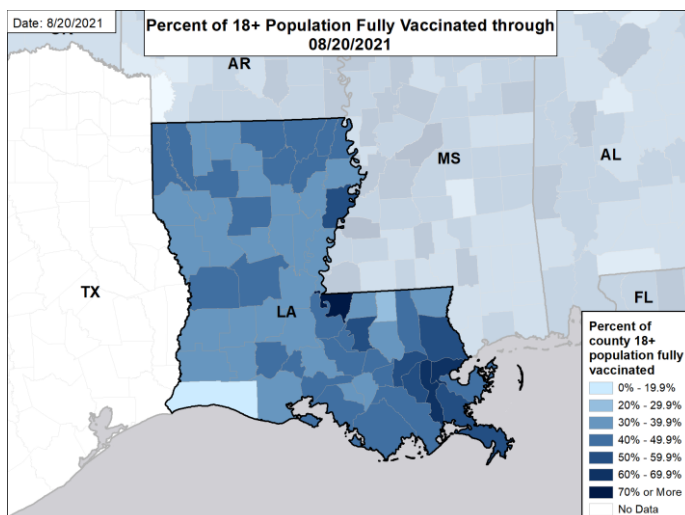 Date: 8/20/2021
Percent of 18+ Population Fully Vaccinated through
08/20/2021
AR
MS
AL
TX
LA
FL
Percent of
county 18+
population fully
vaccinated
0% - 19.9%
20% - 29.9%
30% - 39.9%
40% - 49.9%
50% - 59.9%
60% - 69.9%
70% or More
No Data